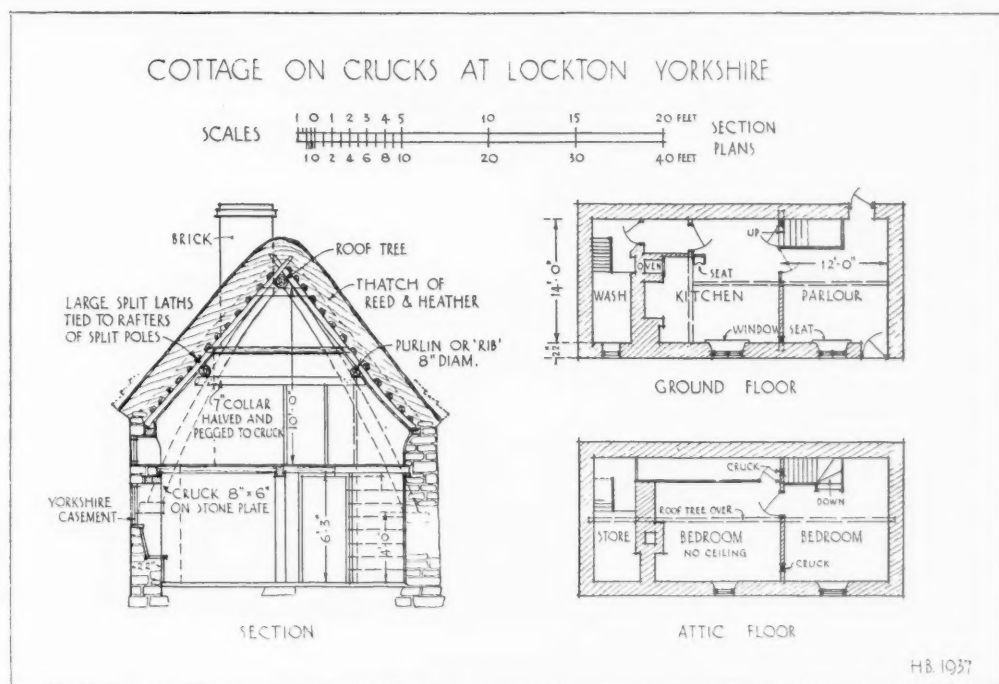 COTTAGE ON CRUCKS AT LOCKTON YORKSHIRE
SCALES
1 0 1 2 3 4 5 10 15 20 FEET
SECTION
10 2 4 6 8 10 20 30 40 FEET
PLANS
BRICK
ROOF TREE
THATCH OF
REED & HEATHER
LARGE SPLIT LATHS
TIED TO RAFTERS
OF SPLIT POLES
PURLIN OR 'RIB'
8" DIAM.
7" COLLAR
HALVED AND
PEGGED TO CRUCK
10'-0"
CRUCK 8" × 6"
ON STONE PLATE
YORKSHIRE
CASEMENT
6'-3"
4'-0"
SECTION
UP
OVEN
SEAT
12'-0"
14'-0"
WASH
KITCHEN
PARLOUR
WINDOW SEAT
GROUND FLOOR
CRUCK
DOWN
ROOF TREE OVER
STORE
BEDROOM
NO CEILING
BEDROOM
CRUCK
ATTIC FLOOR
H.B. 1937